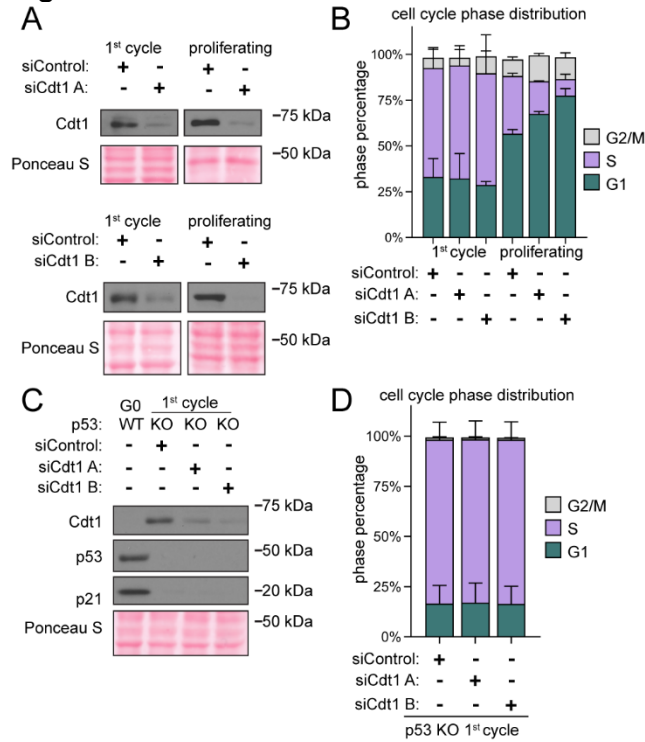 A
1st cycle proliferating
siControl: + - + -
siCdt1 A: - + - +
Cdt1
-75 kDa
Ponceau S
-50 kDa
1st cycle proliferating
siControl: + - + -
siCdt1 B: - + - +
Cdt1
-75 kDa
Ponceau S
-50 kDa
B
cell cycle phase distribution
phase percentage
100%
75%
50%
25%
0%
G2/M
S
G1
1st cycle proliferating
siControl: + - - + - -
siCdt1 A: - + - - + -
siCdt1 B: - - + - - +
C
G0 1st cycle
p53: WT KO KO KO
siControl: - + - -
siCdt1 A: - - + -
siCdt1 B: - - - +
-75 kDa
Cdt1
p53
-50 kDa
p21
-20 kDa
Ponceau S
-50 kDa
D
cell cycle phase distribution
phase percentage
100%
75%
50%
25%
0%
G2/M
S
G1
siControl: + - -
siCdt1 A: - + -
siCdt1 B: - - +
p53 KO 1st cycle